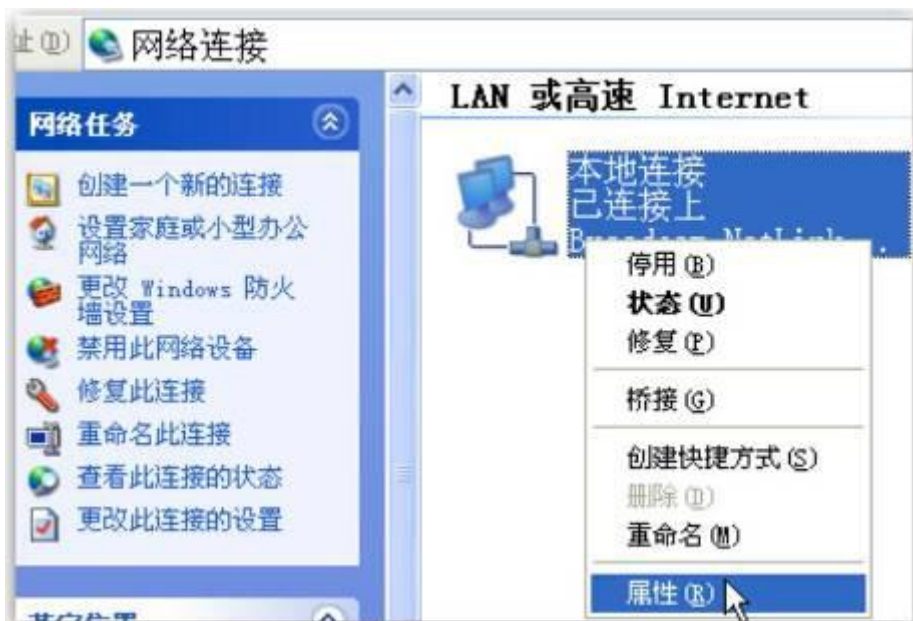 址(D) 网络连接
网络任务
创建一个新的连接
设置家庭或小型办公
网络
更改 Windows 防火
墙设置
禁用此网络设备
修复此连接
重命名此连接
查看此连接的状态
更改此连接的设置
LAN 或高速 Internet
本地连接
已连接上
停用(B)
状态(U)
修复(P)
桥接(G)
创建快捷方式(S)
删除(D)
重命名(M)
属性(R)